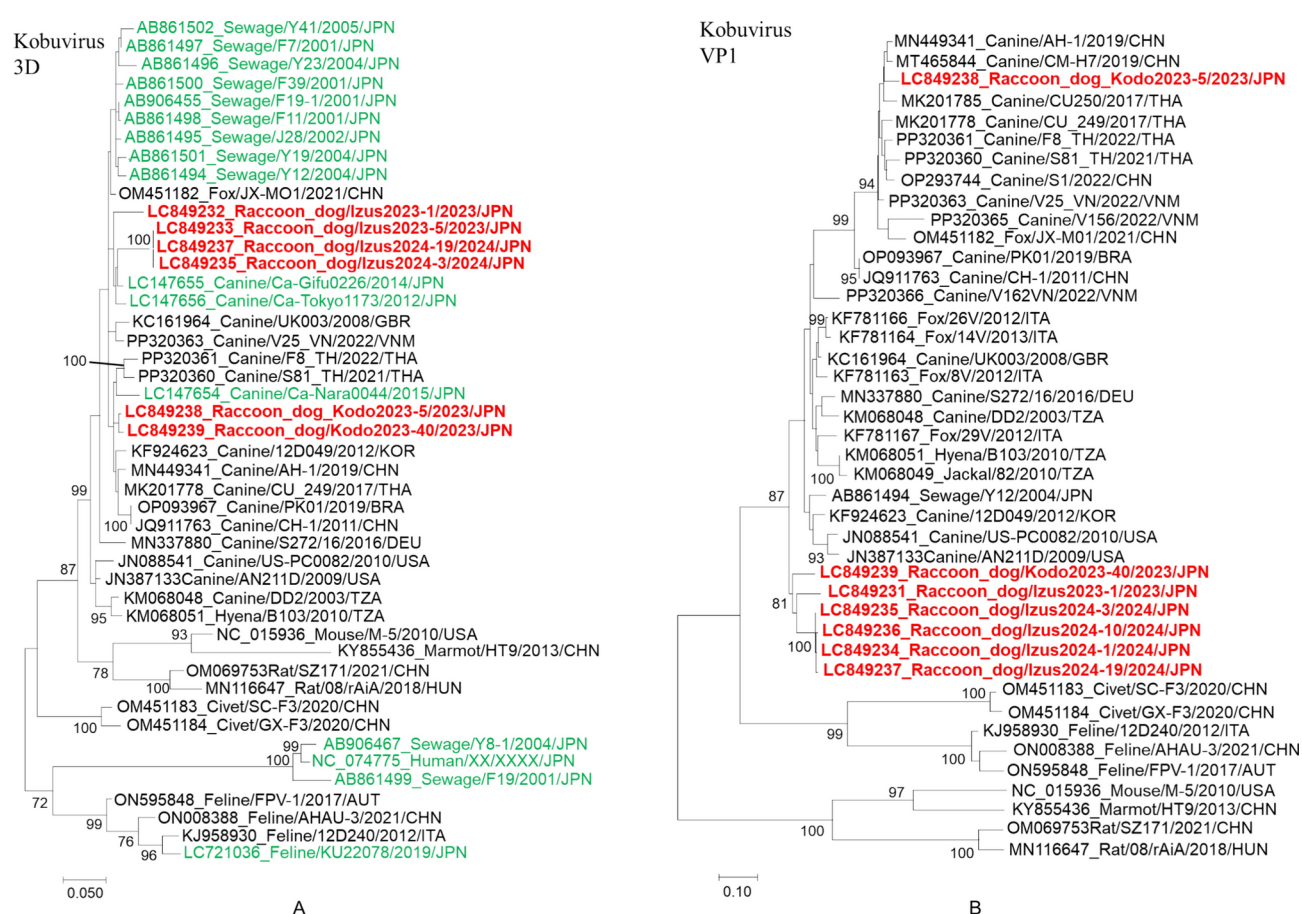 Kobuvirus
3D
AB861502_Sewage/Y41/2005/JPN
AB861497_Sewage/F7/2001/JPN
AB861496_Sewage/Y23/2004/JPN
AB861500_Sewage/F39/2001/JPN
AB906455_Sewage/F19-1/2001/JPN
AB861498_Sewage/F11/2001/JPN
AB861495_Sewage/J28/2002/JPN
AB861501_Sewage/Y19/2004/JPN
AB861494_Sewage/Y12/2004/JPN
OM451182_Fox/JX-MO1/2021/CHN
LC849232_Raccoon_dog/Izus2023-1/2023/JPN
LC849233_Raccoon_dog/Izus2023-5/2023/JPN
100
LC849237_Raccoon_dog/Izus2024-19/2024/JPN
LC849235_Raccoon_dog/Izus2024-3/2024/JPN
LC147655_Canine/Ca-Gifu0226/2014/JPN
LC147656_Canine/Ca-Tokyo1173/2012/JPN
KC161964_Canine/UK003/2008/GBR
PP320363_Canine/V25_VN/2022/VNM
100
PP320361_Canine/F8_TH/2022/THA
PP320360_Canine/S81_TH/2021/THA
LC147654_Canine/Ca-Nara0044/2015/JPN
LC849238_Raccoon_dog_Kodo2023-5/2023/JPN
LC849239_Raccoon_dog/Kodo2023-40/2023/JPN
KF924623_Canine/12D049/2012/KOR
MN449341_Canine/AH-1/2019/CHN
MK201778_Canine/CU_249/2017/THA
99
OP093967_Canine/PK01/2019/BRA
100
JQ911763_Canine/CH-1/2011/CHN
MN337880_Canine/S272/16/2016/DEU
JN088541_Canine/US-PC0082/2010/USA
87
JN387133Canine/AN211D/2009/USA
KM068048_Canine/DD2/2003/TZA
95
KM068051_Hyena/B103/2010/TZA
93
NC_015936_Mouse/M-5/2010/USA
KY855436_Marmot/HT9/2013/CHN
78
OM069753Rat/SZ171/2021/CHN
100
MN116647_Rat/08/rAiA/2018/HUN
OM451183_Civet/SC-F3/2020/CHN
100
OM451184_Civet/GX-F3/2020/CHN
99
AB906467_Sewage/Y8-1/2004/JPN
100
NC_074775_Human/XX/XXXX/JPN
AB861499_Sewage/F19/2001/JPN
72
ON595848_Feline/FPV-1/2017/AUT
99
ON008388_Feline/AHAU-3/2021/CHN
76
KJ958930_Feline/12D240/2012/ITA
96
LC721036_Feline/KU22078/2019/JPN
0.050
A
Kobuvirus
VP1
MN449341_Canine/AH-1/2019/CHN
MT465844_Canine/CM-H7/2019/CHN
LC849238_Raccoon_dog_Kodo2023-5/2023/JPN
MK201785_Canine/CU250/2017/THA
MK201778_Canine/CU_249/2017/THA
PP320361_Canine/F8_TH/2022/THA
PP320360_Canine/S81_TH/2021/THA
94
OP293744_Canine/S1/2022/CHN
PP320363_Canine/V25_VN/2022/VNM
99
PP320365_Canine/V156/2022/VNM
OM451182_Fox/JX-M01/2021/CHN
OP093967_Canine/PK01/2019/BRA
95
JQ911763_Canine/CH-1/2011/CHN
PP320366_Canine/V162VN/2022/VNM
99
KF781166_Fox/26V/2012/ITA
KF781164_Fox/14V/2013/ITA
KC161964_Canine/UK003/2008/GBR
KF781163_Fox/8V/2012/ITA
MN337880_Canine/S272/16/2016/DEU
KM068048_Canine/DD2/2003/TZA
KF781167_Fox/29V/2012/ITA
KM068051_Hyena/B103/2010/TZA
100
KM068049_Jackal/82/2010/TZA
87
AB861494_Sewage/Y12/2004/JPN
KF924623_Canine/12D049/2012/KOR
JN088541_Canine/US-PC0082/2010/USA
93
JN387133Canine/AN211D/2009/USA
LC849239_Raccoon_dog/Kodo2023-40/2023/JPN
LC849231_Raccoon_dog/Izus2023-1/2023/JPN
81
LC849235_Raccoon_dog/Izus2024-3/2024/JPN
LC849236_Raccoon_dog/Izus2024-10/2024/JPN
100
LC849234_Raccoon_dog/Izus2024-1/2024/JPN
LC849237_Raccoon_dog/Izus2024-19/2024/JPN
100
OM451183_Civet/SC-F3/2020/CHN
OM451184_Civet/GX-F3/2020/CHN
99
KJ958930_Feline/12D240/2012/ITA
ON008388_Feline/AHAU-3/2021/CHN
100
ON595848_Feline/FPV-1/2017/AUT
97
NC_015936_Mouse/M-5/2010/USA
KY855436_Marmot/HT9/2013/CHN
100
OM069753Rat/SZ171/2021/CHN
100
MN116647_Rat/08/rAiA/2018/HUN
0.10
B